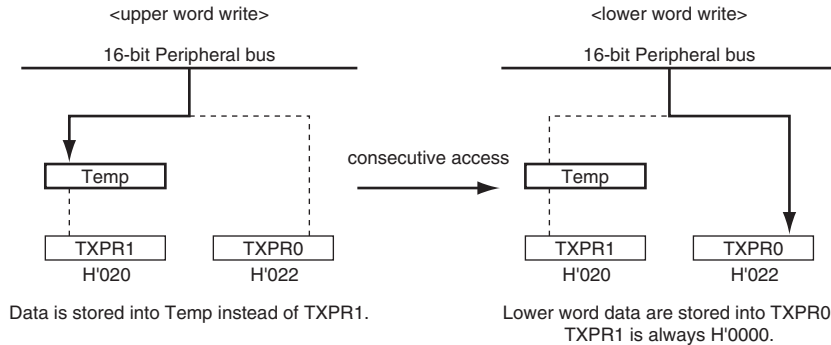 <upper word write>
16-bit Peripheral bus
Temp
TXPR1
TXPR0
H'020
H'022
Data is stored into Temp instead of TXPR1.
consecutive access
<lower word write>
16-bit Peripheral bus
Temp
TXPR1
TXPR0
H'020
H'022
Lower word data are stored into TXPR0
TXPR1 is always H'0000.